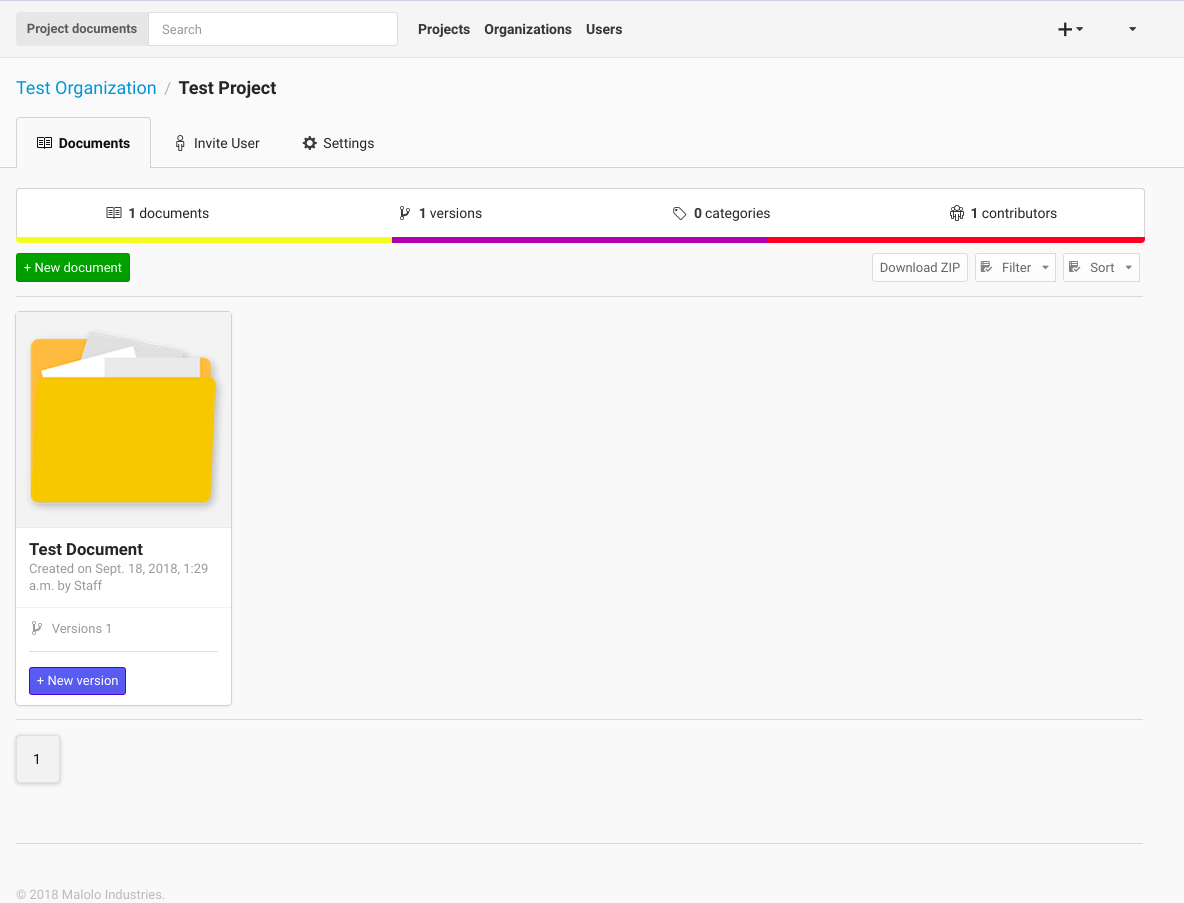 Project documents Search Projects Organizations Users
Test Organization / Test Project
Documents Invite User Settings
1 documents 1 versions 0 categories 1 contributors
+ New document Download ZIP Filter Sort
Test Document
Created on Sept. 18, 2018, 1:29
a.m. by Staff
Versions 1
+ New version
1
© 2018 Malolo Industries.